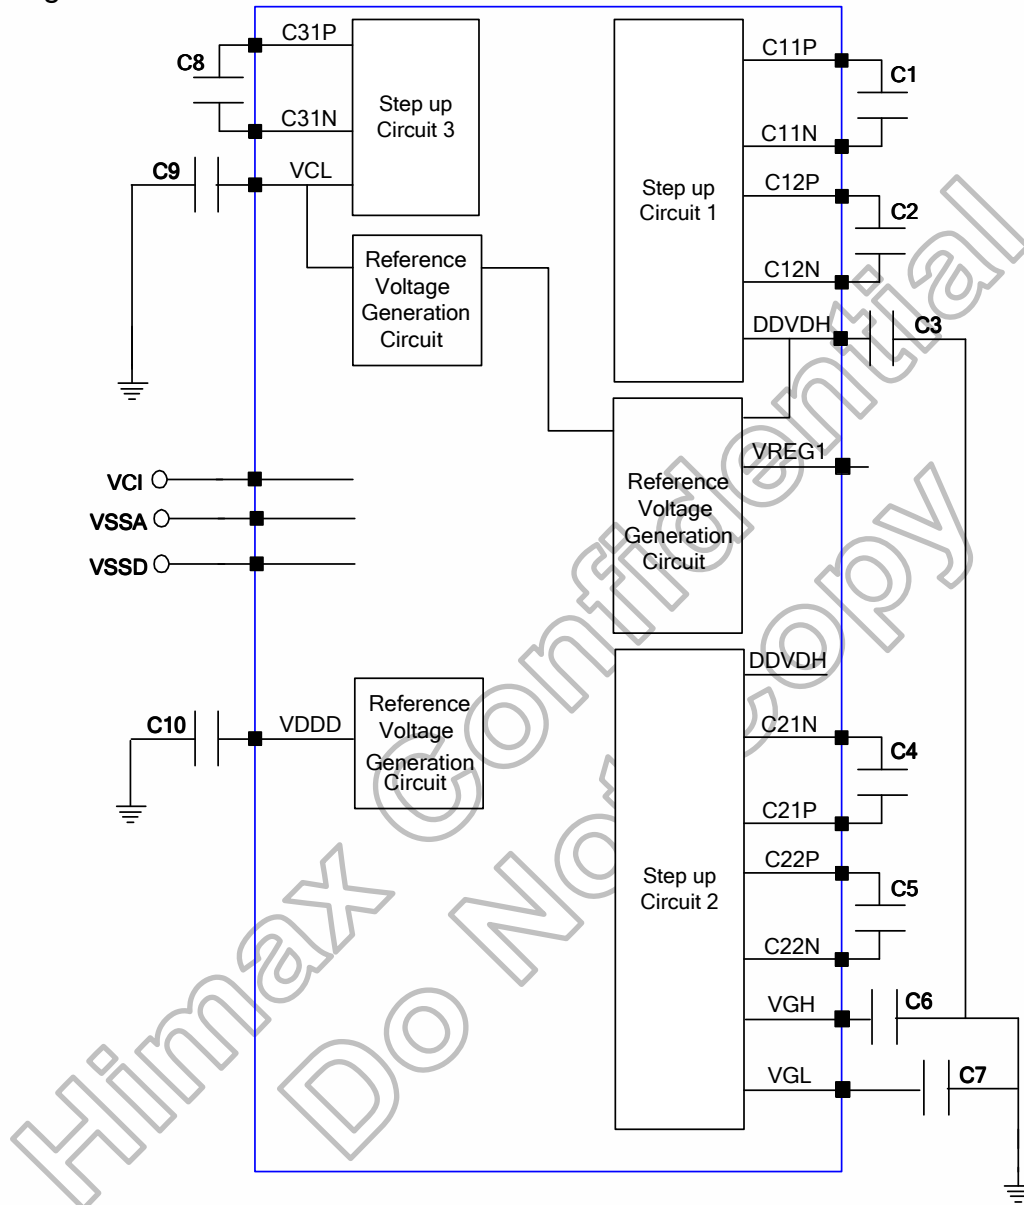 C31P
C8
C31N
Step up
Circuit 3
C9
VCL
Reference
Voltage
Generation
Circuit
C11P
C1
C11N
Step up
Circuit 1
C12P
C2
C12N
DDVDH
C3
VREG1
Reference
Voltage
Generation
Circuit
VCI
VSSA
VSSD
C10
VDDD
Reference
Voltage
Generation
Circuit
DDVDH
C21N
C4
C21P
Step up
Circuit 2
C22P
C5
C22N
VGH
C6
VGL
C7
Himax Confidential
Do Not Copy